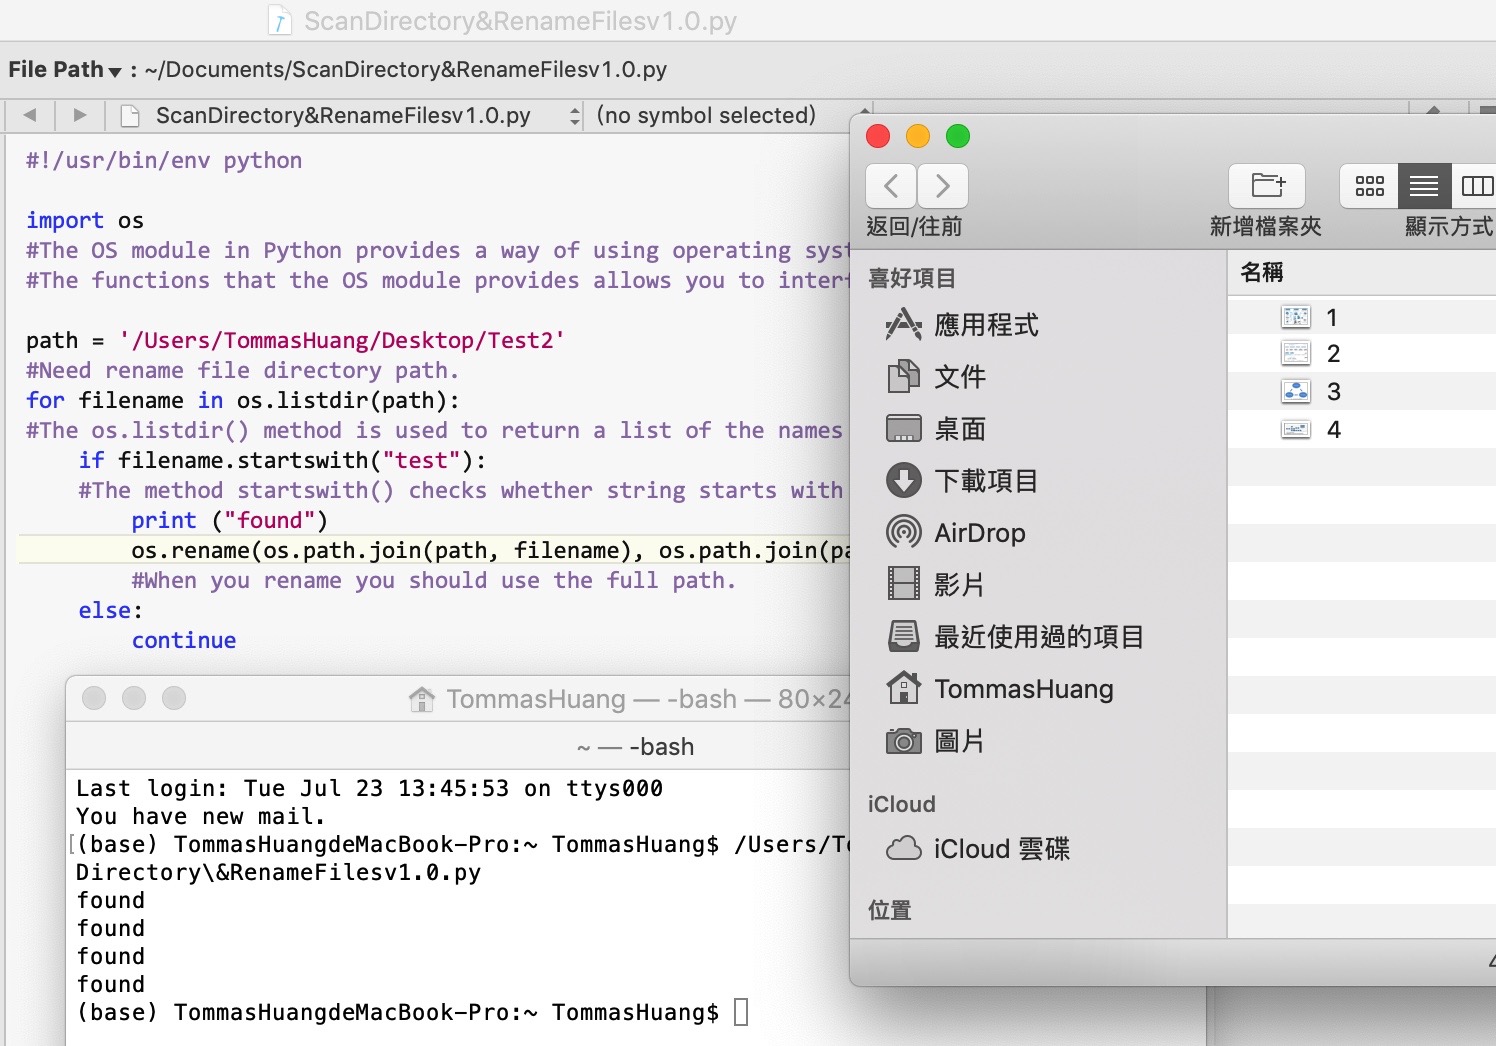 ScanDirectory&RenameFilesv1.0.py
File Path : ~/Documents/ScanDirectory&RenameFilesv1.0.py
ScanDirectory&RenameFilesv1.0.py (no symbol selected)
#!/usr/bin/env python
import os
#The OS module in Python provides a way of using operating
#The functions that the OS module provides allows you to
path = '/Users/TommasHuang/Desktop/Test2'
#Need rename file directory path.
for filename in os.listdir(path):
#The os.listdir() method is used to return a list of the names
if filename.startswith("test"):
#The method startswith() checks whether string starts with
print ("found")
os.rename(os.path.join(path, filename), os.path.join(
#When you rename you should use the full path.
else:
continue
TommasHuang — -bash — 80×24
~ — -bash
Last login: Tue Jul 23 13:45:53 on ttys000
You have new mail.
[(base) TommasHuangdeMacBook-Pro:~ TommasHuang$ /Users/
Directory\&RenameFilesv1.0.py
found
found
found
found
(base) TommasHuangdeMacBook-Pro:~ TommasHuang$
返回/往前
新增檔案夾
顯示方式
喜好項目
應用程式
文件
桌面
下載項目
AirDrop
影片
最近使用過的項目
TommasHuang
圖片
iCloud
iCloud 雲碟
位置
名稱
1
2
3
4